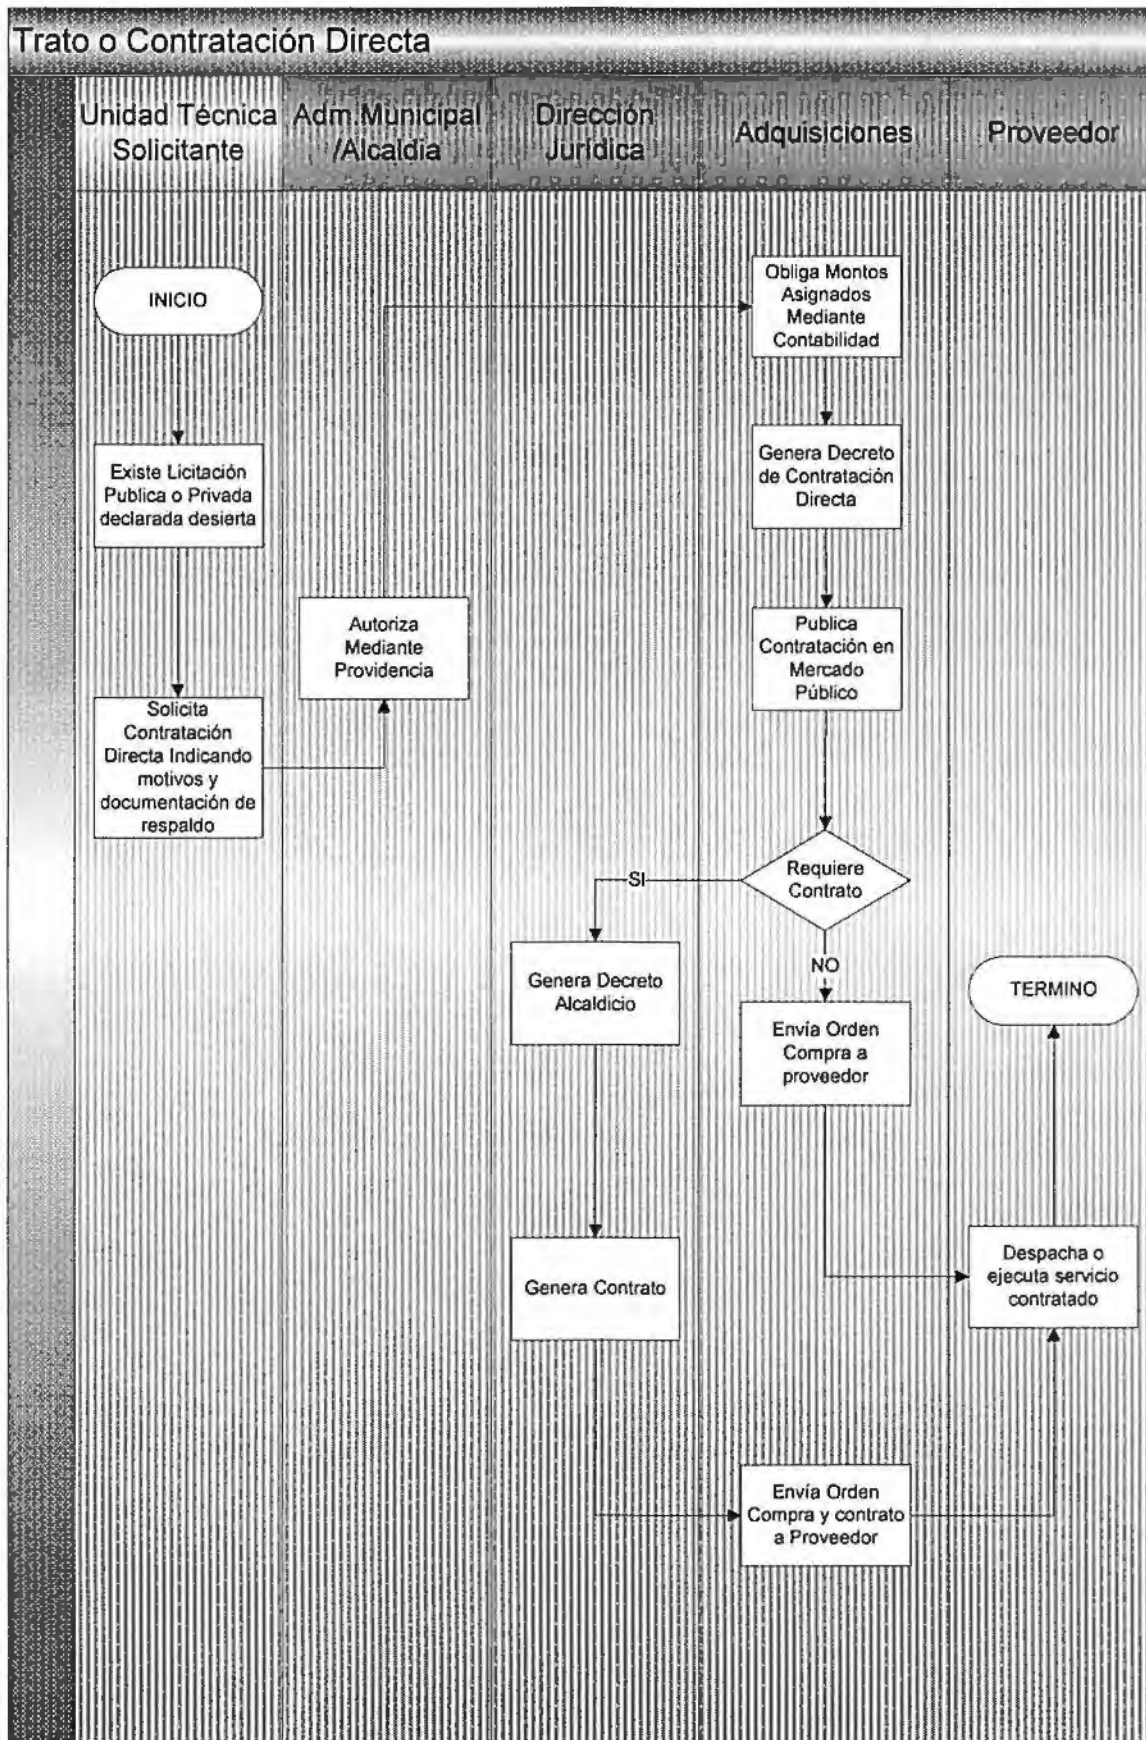 Trato o Contratación Directa
Unidad Técnica
Solicitante
Adm.Municipal
/Alcaldia
Dirección
Jurídica
Adquisiciones
Proveedor
INICIO
Existe Licitación
Publica o Privada
declarada desierta
Solicita
Contratación
Directa Indicando
motivos y
documentación de
respaldo
Autoriza
Mediante
Providencia
Obliga Montos
Asignados
Mediante
Contabilidad
Genera Decreto
de Contratación
Directa
Publica
Contratación en
Mercado
Público
Requiere
Contrato
SI
NO
Genera Decreto
Alcaldicio
Genera Contrato
Envía Orden
Compra a
proveedor
Envía Orden
Compra y contrato
a Proveedor
Despacha o
ejecuta servicio
contratado
TERMINO